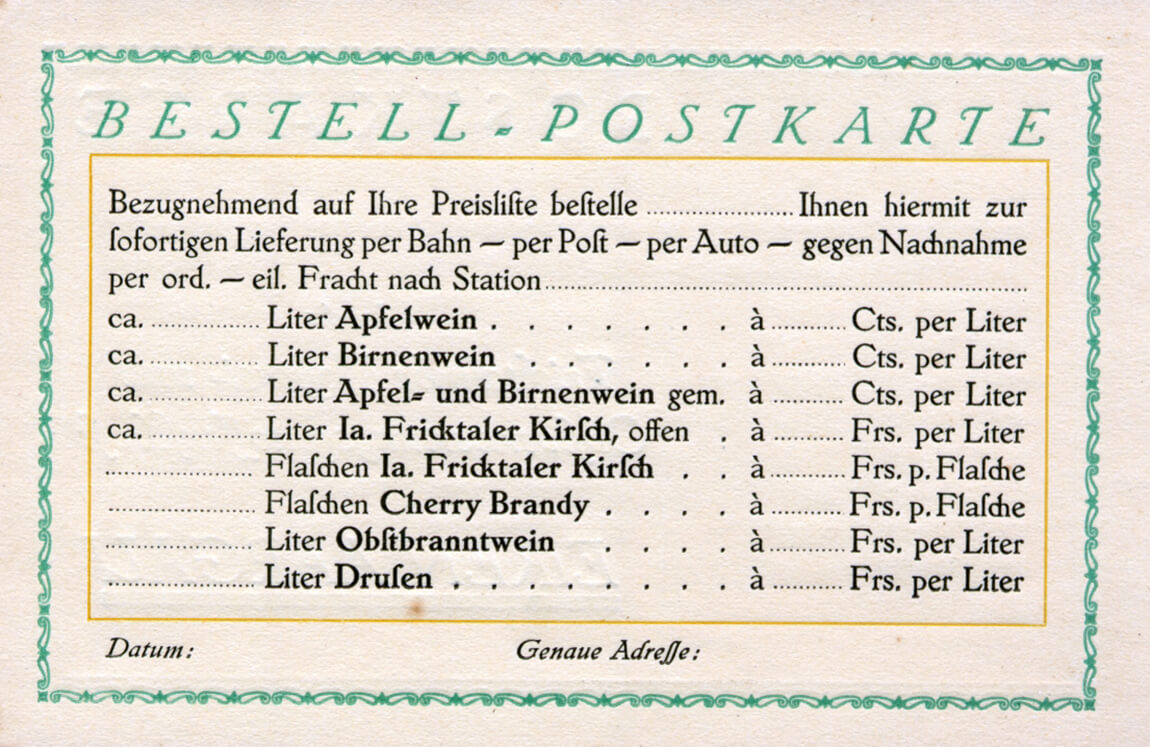 BESTELL-POSTKARTE
Bezugnehmend auf Ihre Preisliſte beſtelle ........................ Ihnen hiermit zur
ſofortigen Lieferung per Bahn — per Poſt — per Auto — gegen Nachnahme
per ord. — eil. Fracht nach Station ........................
ca. .................. Liter Apfelwein . . . . . . . à ............ Cts. per Liter
ca. .................. Liter Birnenwein . . . . . . à ............ Cts. per Liter
ca. .................. Liter Apfel- und Birnenwein gem. à ............ Cts. per Liter
ca. .................. Liter Ia. Fricktaler Kirſch, offen . à ............ Frs. per Liter
........................ Flaſchen Ia. Fricktaler Kirſch . . à ............ Frs. p. Flaſche
........................ Flaſchen Cherry Brandy . . . . à ............ Frs. p. Flaſche
........................ Liter Obſtbranntwein . . . . à ............ Frs. per Liter
........................ Liter Druſen . . . . . . . . à ............ Frs. per Liter
Datum: Genaue Adreſſe: